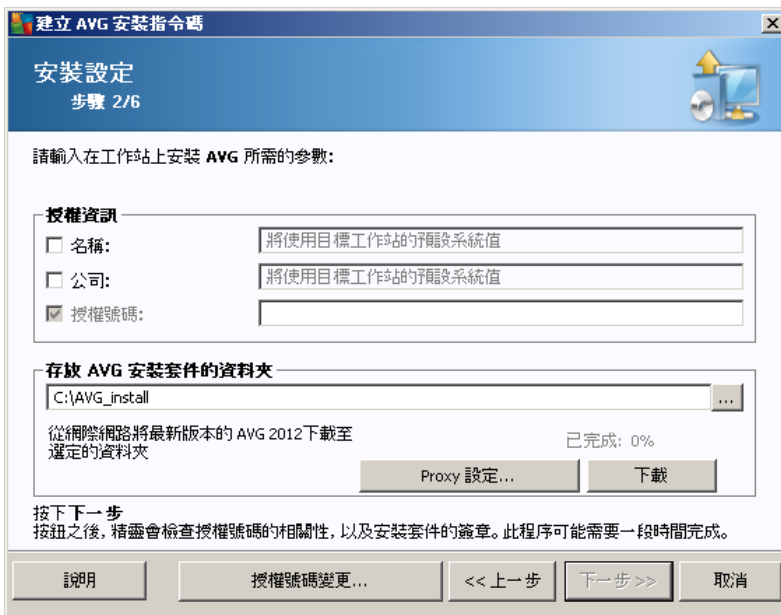 建立 AVG 安裝指令碼
安裝設定
步驟 2/6
請輸入在工作站上安裝 AVG 所需的參數:
授權資訊
名稱:
將使用目標工作站的預設系統值
公司:
將使用目標工作站的預設系統值
授權號碼:
存放 AVG 安裝套件的資料夾
C:\AVG_install
...
從網際網路將最新版本的 AVG 2012下載至
選定的資料夾
已完成: 0%
Proxy 設定...
下載
按下下一步
按鈕之後, 精靈會檢查授權號碼的相關性, 以及安裝套件的簽章。此程序可能需要一段時間完成。
說明
授權號碼變更...
<< 上一步
下一步 >>
取消